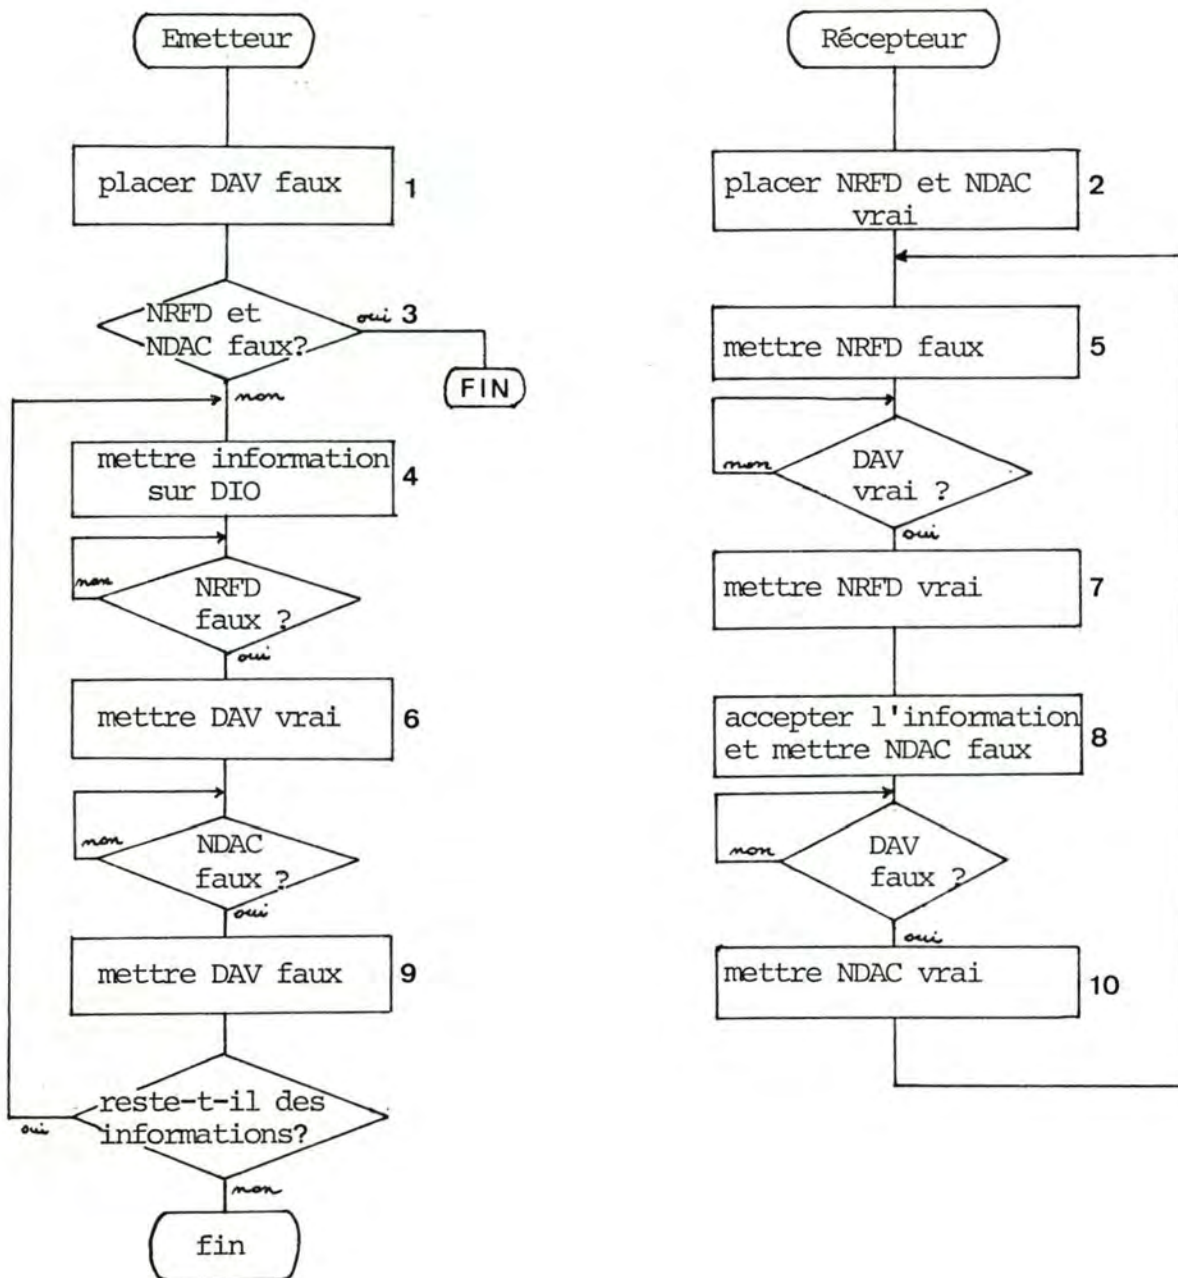 Emetteur
placer DAV faux
1
NRFD et
NDAC faux?
oui
3
FIN
non
mettre information
sur DIO
4
non
NRFD
faux ?
oui
mettre DAV vrai
6
non
NDAC
faux ?
oui
mettre DAV faux
9
reste-t-il des
informations?
oui
non
fin
Récepteur
placer NRFD et NDAC
vrai
2
mettre NRFD faux
5
non
DAV
vrai ?
oui
mettre NRFD vrai
7
accepter l'information
et mettre NDAC faux
8
non
DAV
faux ?
oui
mettre NDAC vrai
10